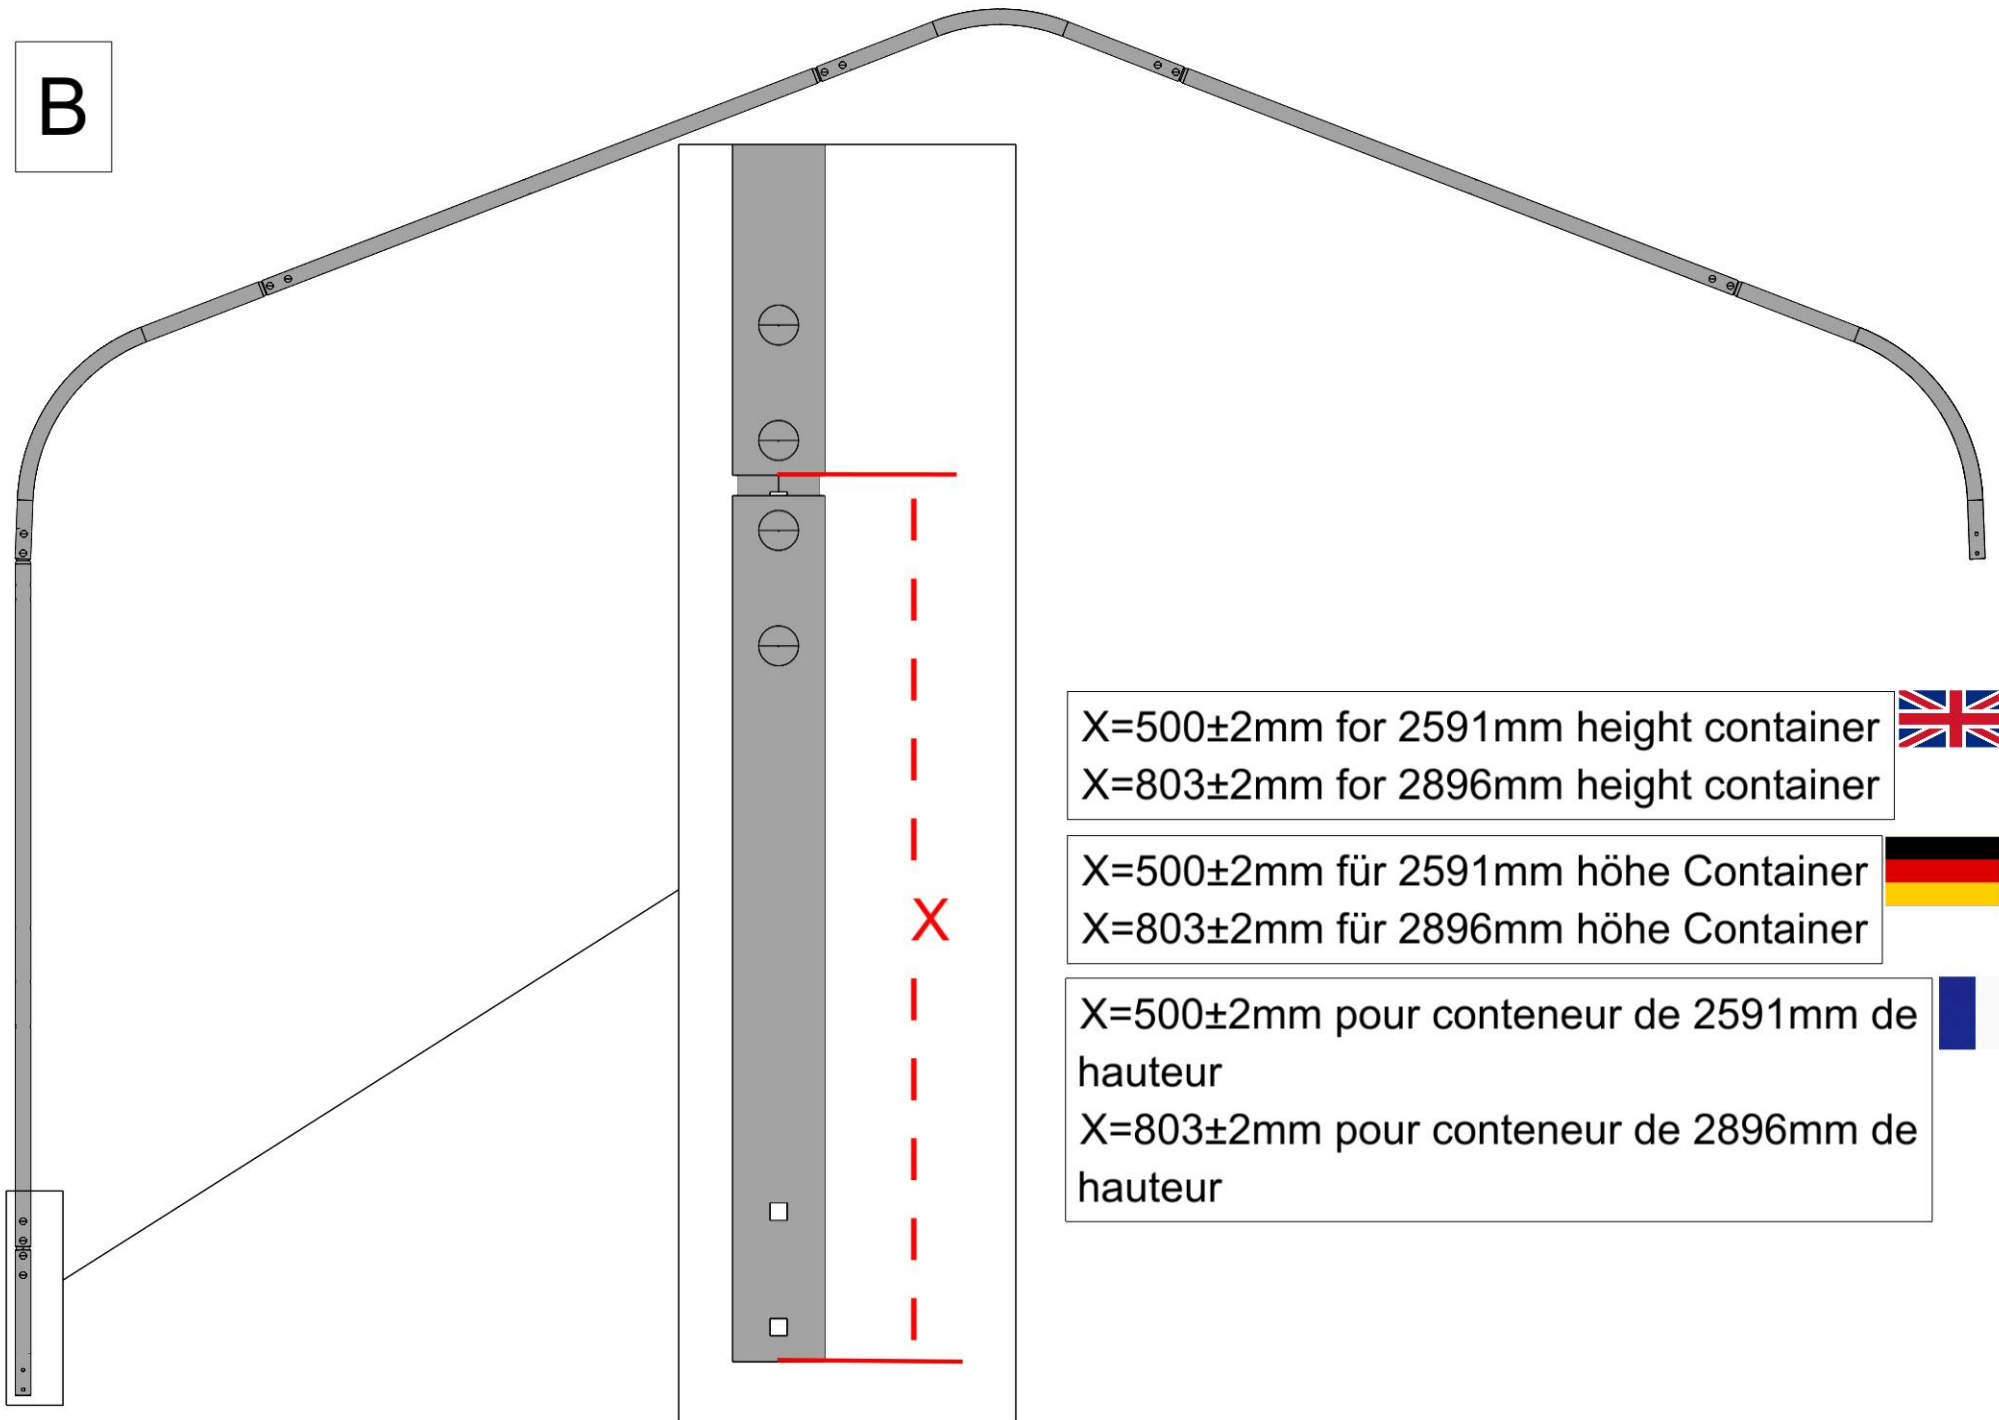 B
X
X=500±2mm for 2591mm height container
X=803±2mm for 2896mm height container
X=500±2mm für 2591mm höhe Container
X=803±2mm für 2896mm höhe Container
X=500±2mm pour conteneur de 2591mm de
hauteur
X=803±2mm pour conteneur de 2896mm de
hauteur